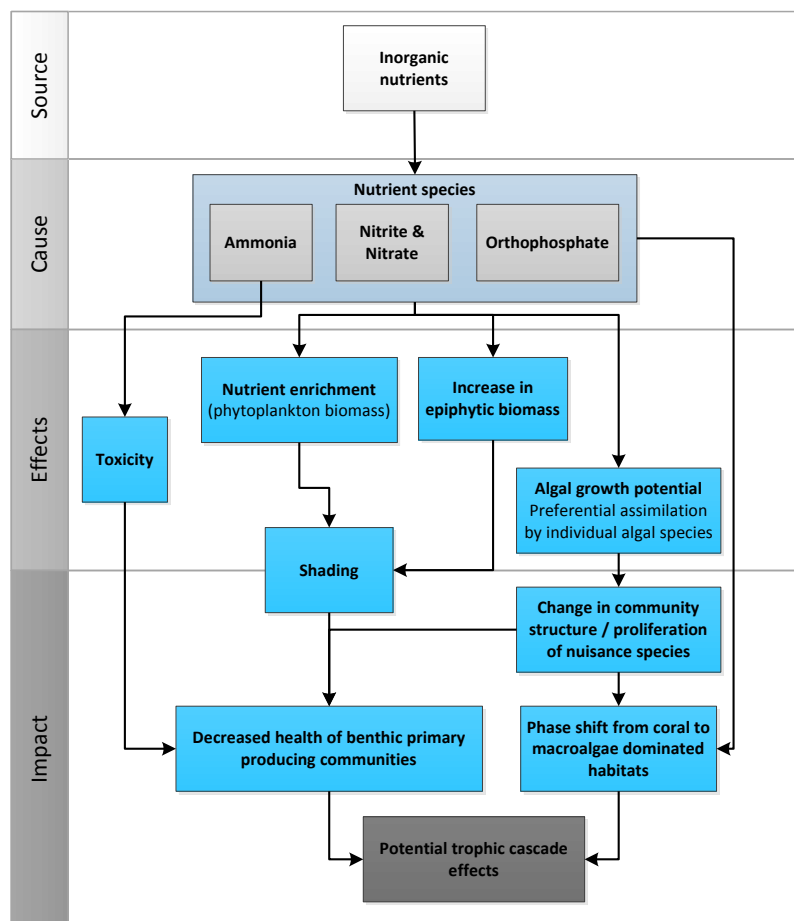 Source
Inorganic
nutrients
Cause
Nutrient species
Ammonia
Nitrite &
Nitrate
Orthophosphate
Effects
Nutrient enrichment
(phytoplankton biomass)
Increase in
epiphytic biomass
Toxicity
Algal growth potential
Preferential assimilation
by individual algal species
Shading
Impact
Change in community
structure / proliferation
of nuisance species
Decreased health of benthic primary
producing communities
Phase shift from coral to
macroalgae dominated
habitats
Potential trophic cascade
effects